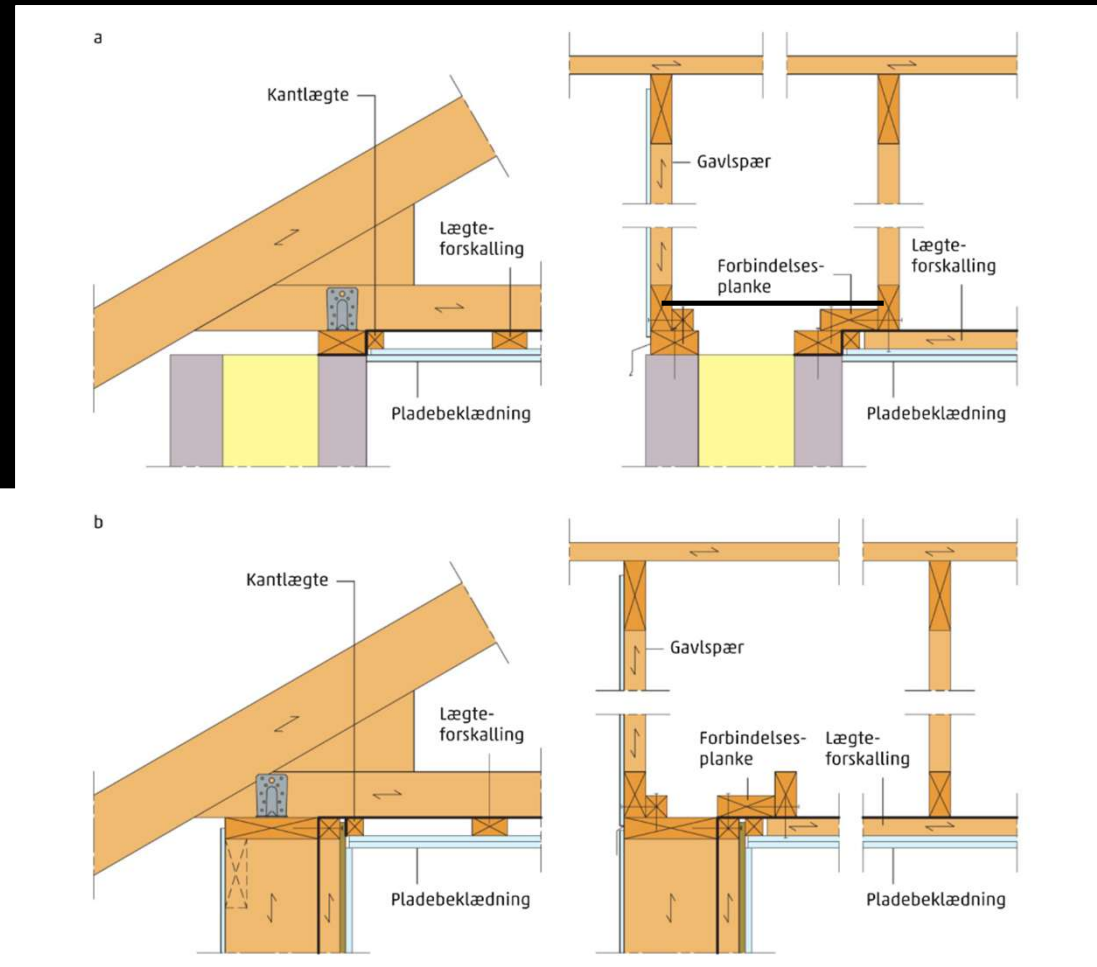 a
Kantlægte
Lægte-
forskalling
Pladebeklædning
Gavlspær
Forbindelses-
planke
Lægte-
forskalling
Pladebeklædning
b
Kantlægte
Lægte-
forskalling
Pladebeklædning
Gavlspær
Forbindelses-
planke
Lægte-
forskalling
Pladebeklædning